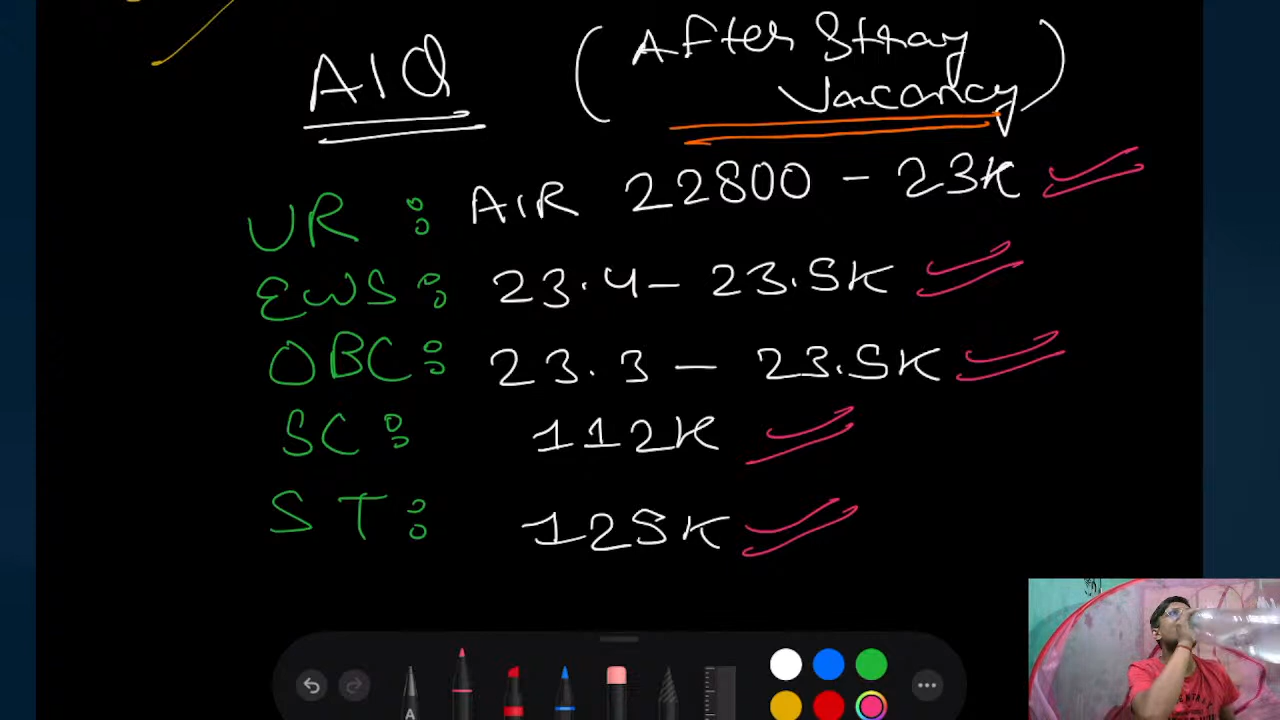 AIQ (After Stray
Vacancy)
UR : AIR 22800 - 23K
EWS : 23.4 - 23.5K
OBC : 23.3 - 23.5K
SC : 112K
ST : 125K
A